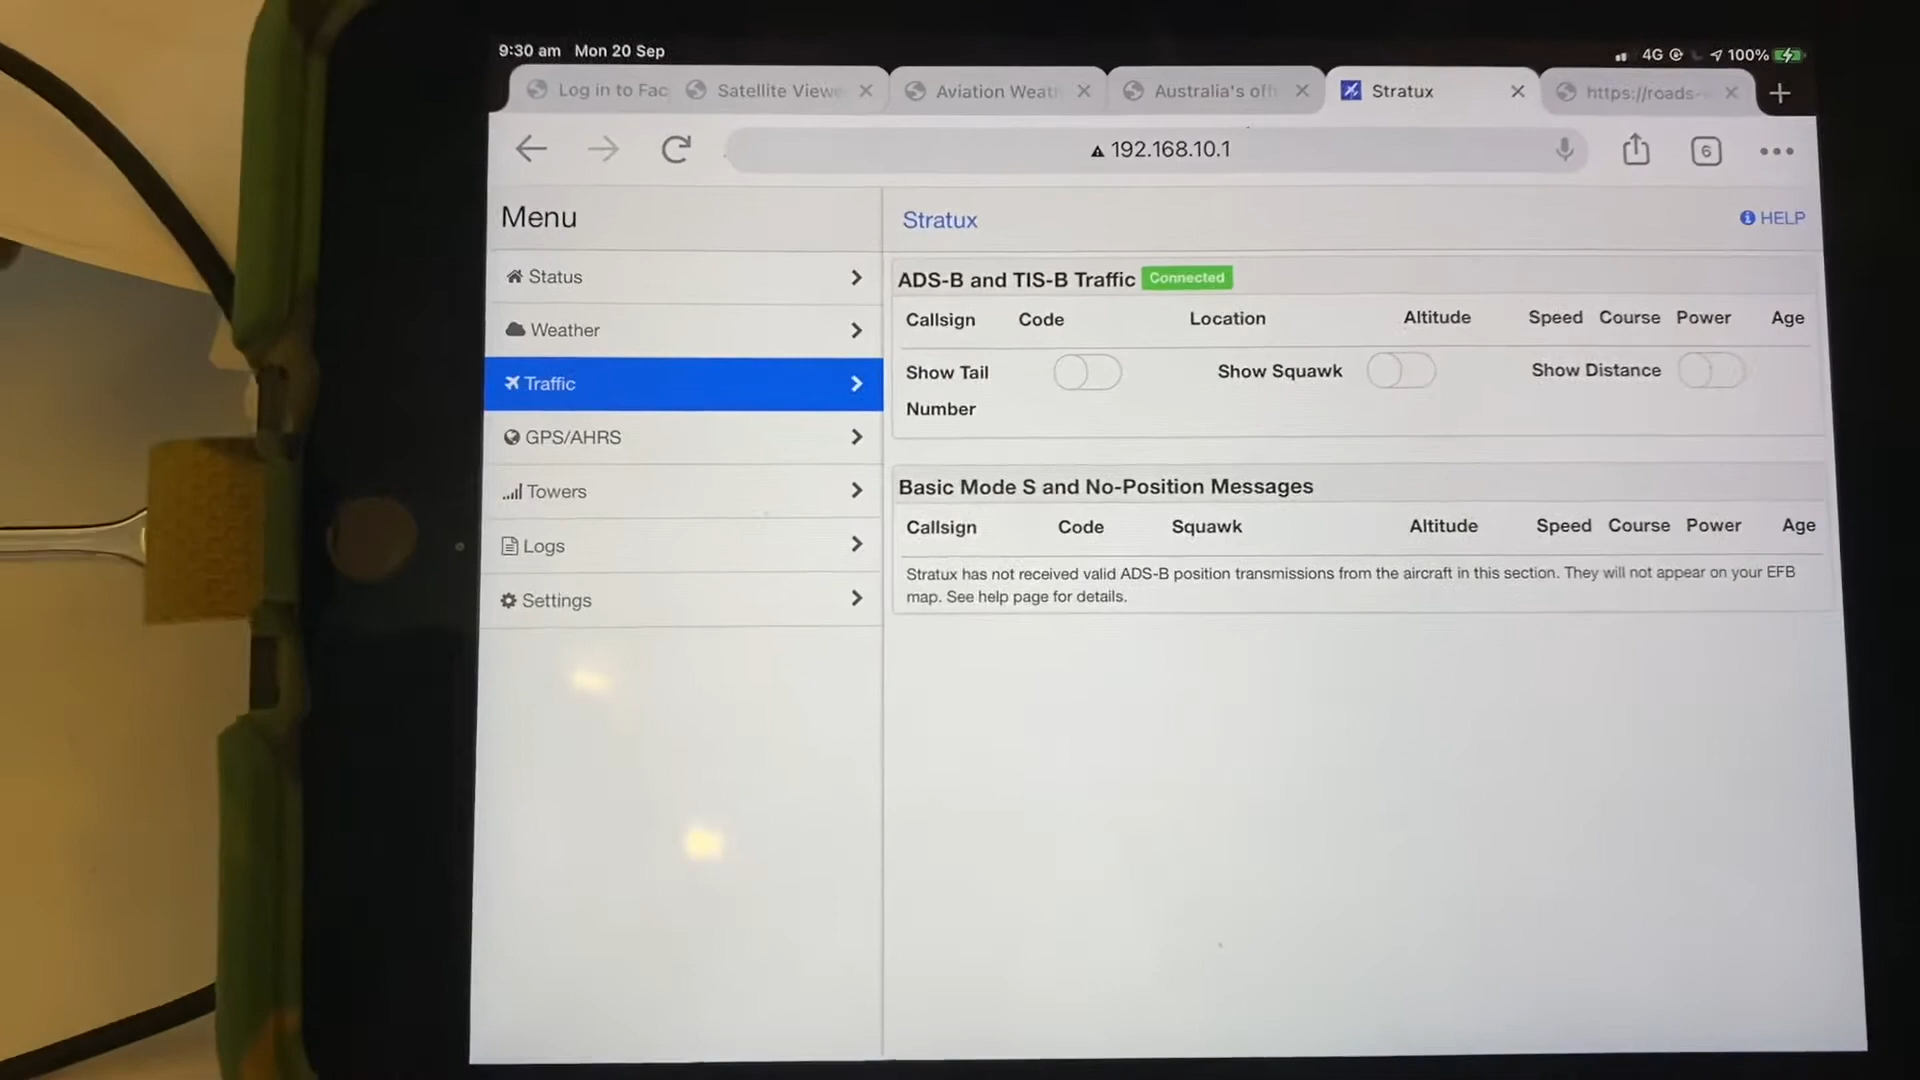 9:30 am Mon 20 Sep
4G 100%
Log in to Fac Satellite Viewe Aviation Weat Australia's off Stratux https://roads-
192.168.10.1
6
Menu
Stratux
HELP
Status
Weather
Traffic
GPS/AHRS
Towers
Logs
Settings
ADS-B and TIS-B Traffic Connected
Callsign Code Location Altitude Speed Course Power Age
Show Tail Number Show Squawk Show Distance
Basic Mode S and No-Position Messages
Callsign Code Squawk Altitude Speed Course Power Age
Stratux has not received valid ADS-B position transmissions from the aircraft in this section. They will not appear on your EFB
map. See help page for details.